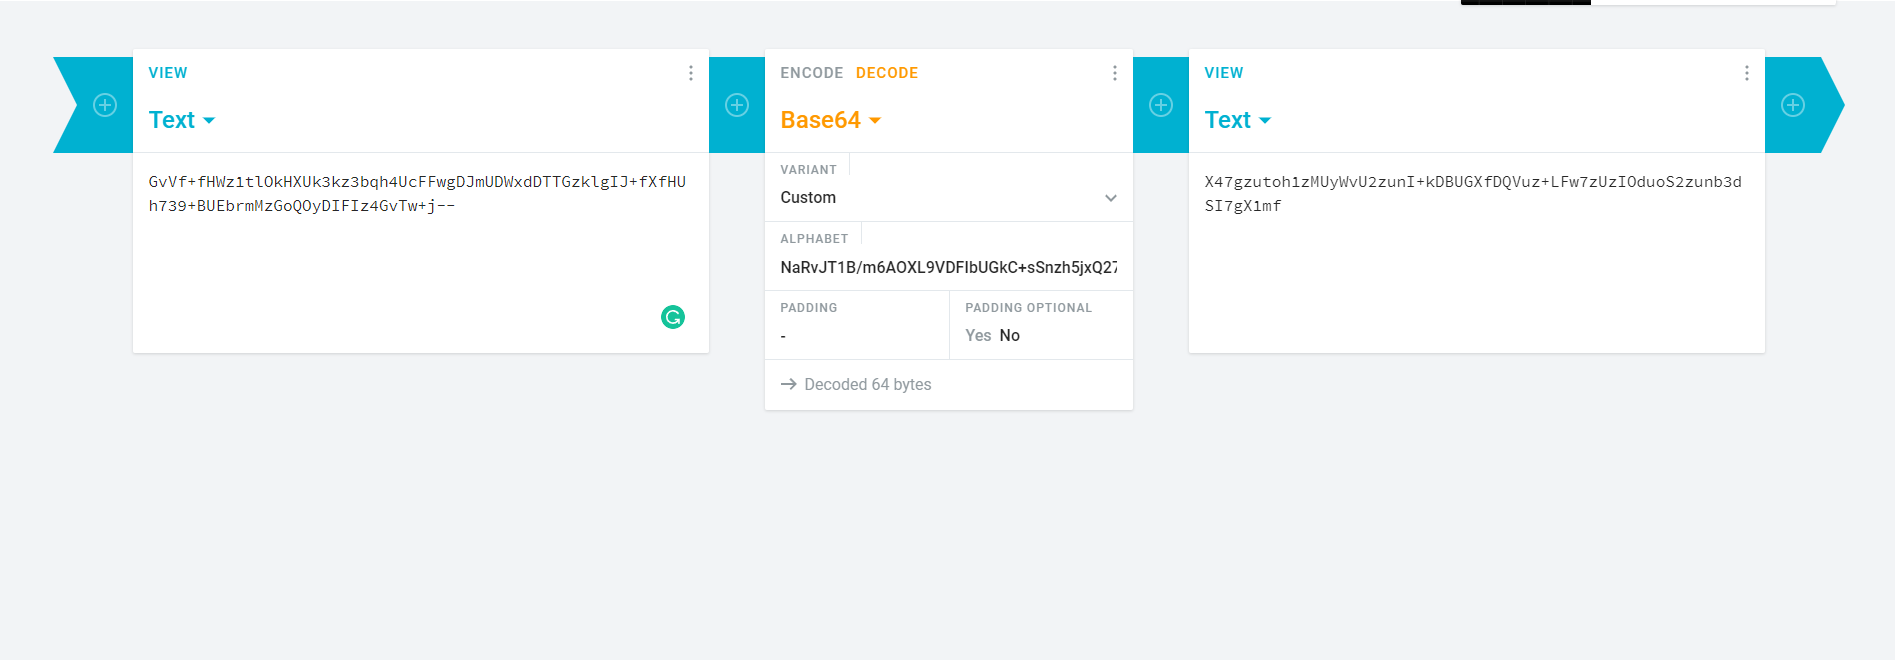 VIEW
Text
GvVf+fHWz1tlOkHXUk3kz3bqh4UcFFwgDJmUDWxdDTTGzklgIJ+fXfHU
h739+BUEbrmMzGoQOyDIFIz4GvTw+j--
ENCODE DECODE
Base64
VARIANT
Custom
ALPHABET
NaRvJT1B/m6AOXL9VDFIbUGkC+sSnzh5jxQ27
PADDING
-
PADDING OPTIONAL
Yes No
Decoded 64 bytes
VIEW
Text
X47gzutoh1zMUyWvU2zunI+kDBUGXfDQVuz+LFw7zUzIOduoS2zunb3d
SI7gX1mf